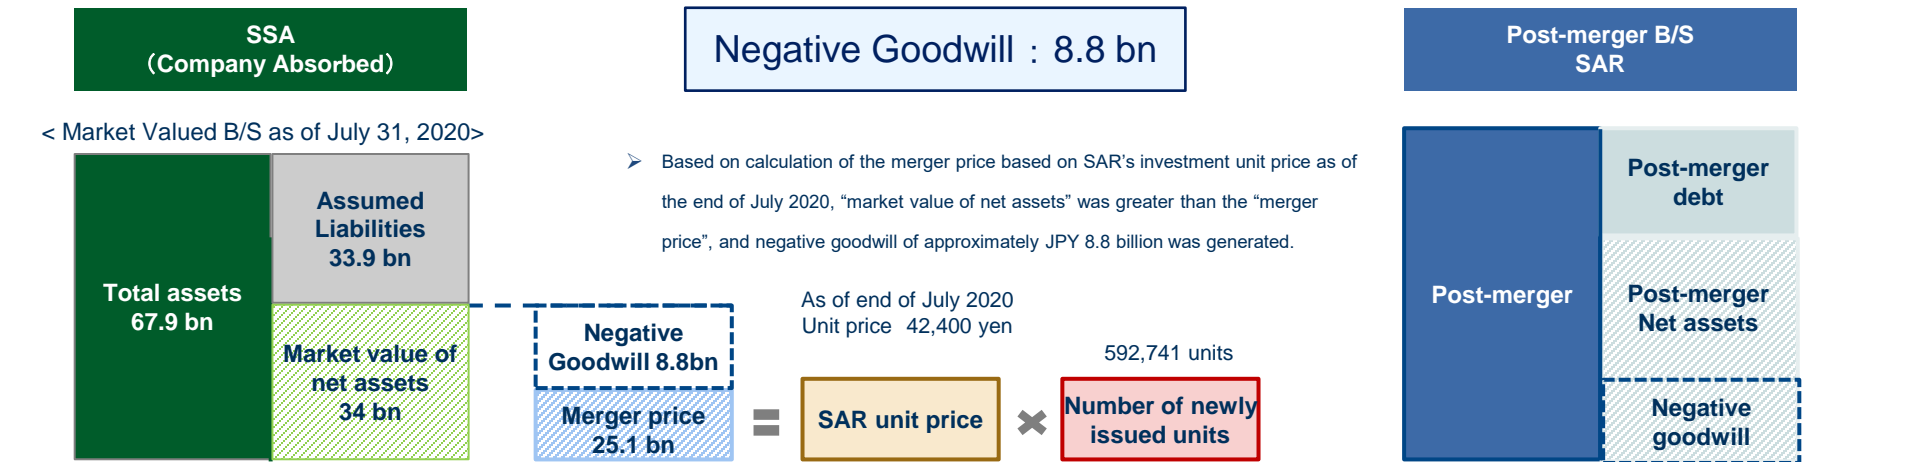 SSA
（Company Absorbed）
Negative Goodwill：8.8 bn
Post-merger B/S
SAR
< Market Valued B/S as of July 31, 2020>
Total assets
67.9 bn
Assumed
Liabilities
33.9 bn
Market value of
net assets
34 bn
➢ Based on calculation of the merger price based on SAR’s investment unit price as of
the end of July 2020, “market value of net assets” was greater than the “merger
price”, and negative goodwill of approximately JPY 8.8 billion was generated.
Negative
Goodwill 8.8bn
Merger price
25.1 bn
=
As of end of July 2020
Unit price 42,400 yen
SAR unit price
×
592,741 units
Number of newly
issued units
Post-merger
Post-merger
debt
Post-merger
Net assets
Negative
goodwill